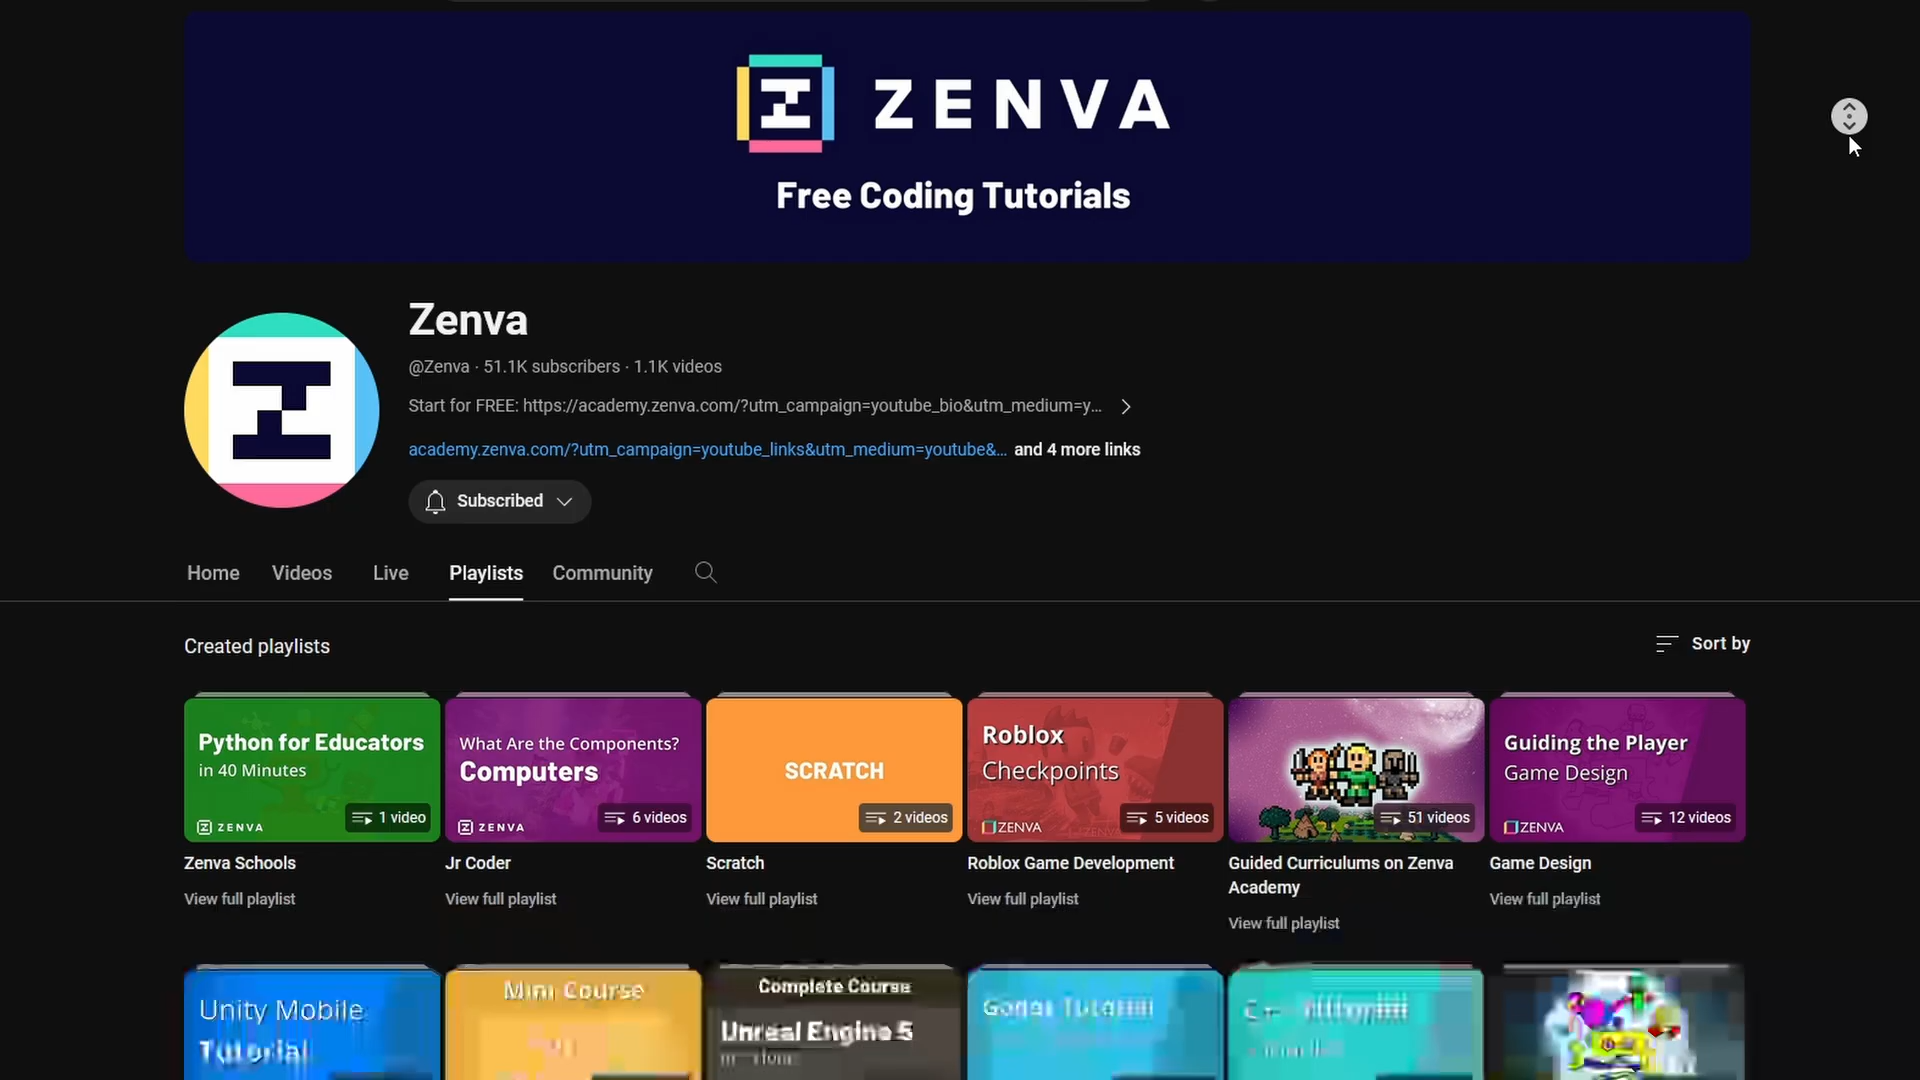 ZENVA
Free Coding Tutorials
Zenva
@Zenva · 51.1K subscribers · 1.1K videos
Start for FREE: https://academy.zenva.com/?utm_campaign=youtube_bio&utm_medium=y...
academy.zenva.com/?utm_campaign=youtube_links&utm_medium=youtube&... and 4 more links
Subscribed
Home Videos Live Playlists Community
Created playlists
Sort by
Python for Educators
in 40 Minutes
ZENVA
1 video
What Are the Components?
Computers
ZENVA
6 videos
SCRATCH
2 videos
Roblox
Checkpoints
ZENVA
5 videos
51 videos
Guiding the Player
Game Design
ZENVA
12 videos
Zenva Schools
View full playlist
Jr Coder
View full playlist
Scratch
View full playlist
Roblox Game Development
View full playlist
Guided Curriculums on Zenva
Academy
View full playlist
Game Design
View full playlist
Unity Mobile
Tutorial
Mini Course
Complete Course
Unreal Engine 5
Godot Tutorial